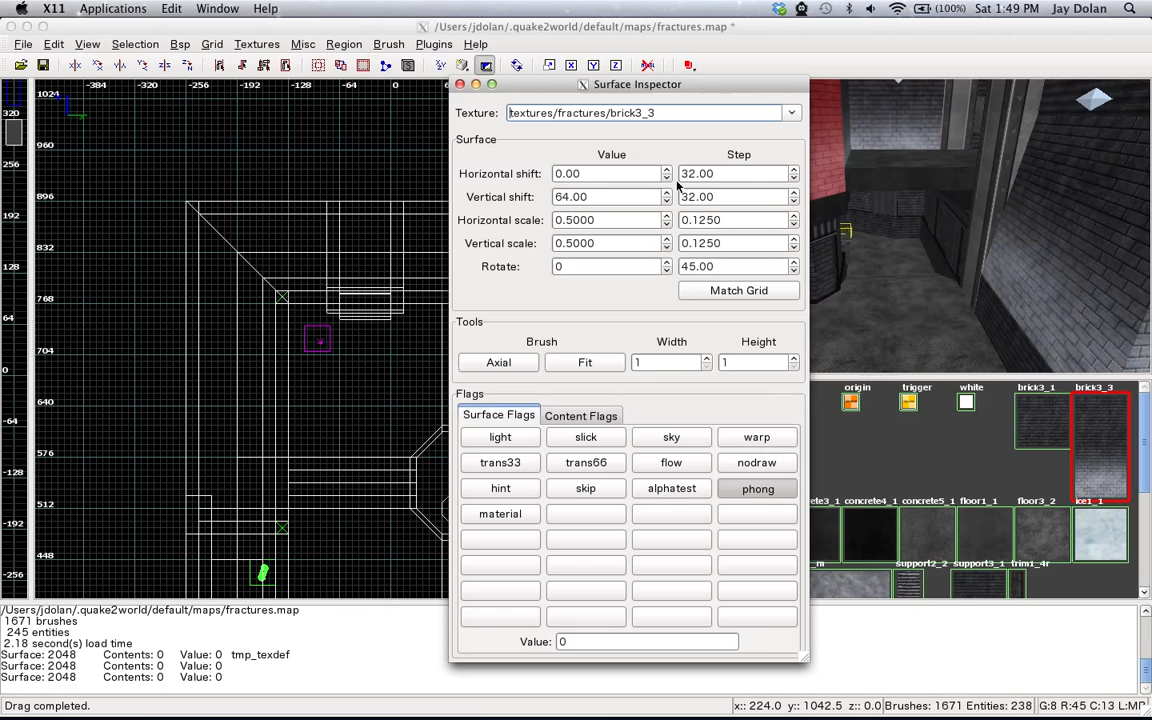 X11 Applications Edit Window Help (100%) Sat 1:49 PM Jay Dolan
/Users/jdolan/.quake2world/default/maps/fractures.map *
File Edit View Selection Bsp Grid Textures Misc Region Brush Plugins Help
Surface Inspector
-384 -320 -256 -192 -128 -64 0
1024
320
960
256
896
192
832
128
768
64
704
0
640
-64
576
-128
512
-192
448
-256
Texture: textures/fractures/brick3_3
Surface
Value Step
Horizontal shift: 0.00 32.00
Vertical shift: 64.00 32.00
Horizontal scale: 0.5000 0.1250
Vertical scale: 0.5000 0.1250
Rotate: 0 45.00
Match Grid
Tools
Brush Width Height
Axial Fit 1 1
Flags
Surface Flags Content Flags
light slick sky warp
trans33 trans66 flow nodraw
hint skip alphatest phong
material
Value: 0
origin trigger white brick3_1 brick3_3
concrete4_1 concrete5_1 floor1_1 floor3_2 ice1_1
support2_2 support3_1 trim1_4r
/Users/jdolan/.quake2world/default/maps/fractures.map
1671 brushes
245 entities
2.18 second(s) load time
Surface: 2048 Contents: 0 Value: 0 tmp_texdef
Surface: 2048 Contents: 0 Value: 0
Surface: 2048 Contents: 0 Value: 0
Drag completed. x:: 224.0 y:: 1042.5 z:: 0.0 Brushes: 1671 Entities: 238 G:8 R:45 C:13 L:MR